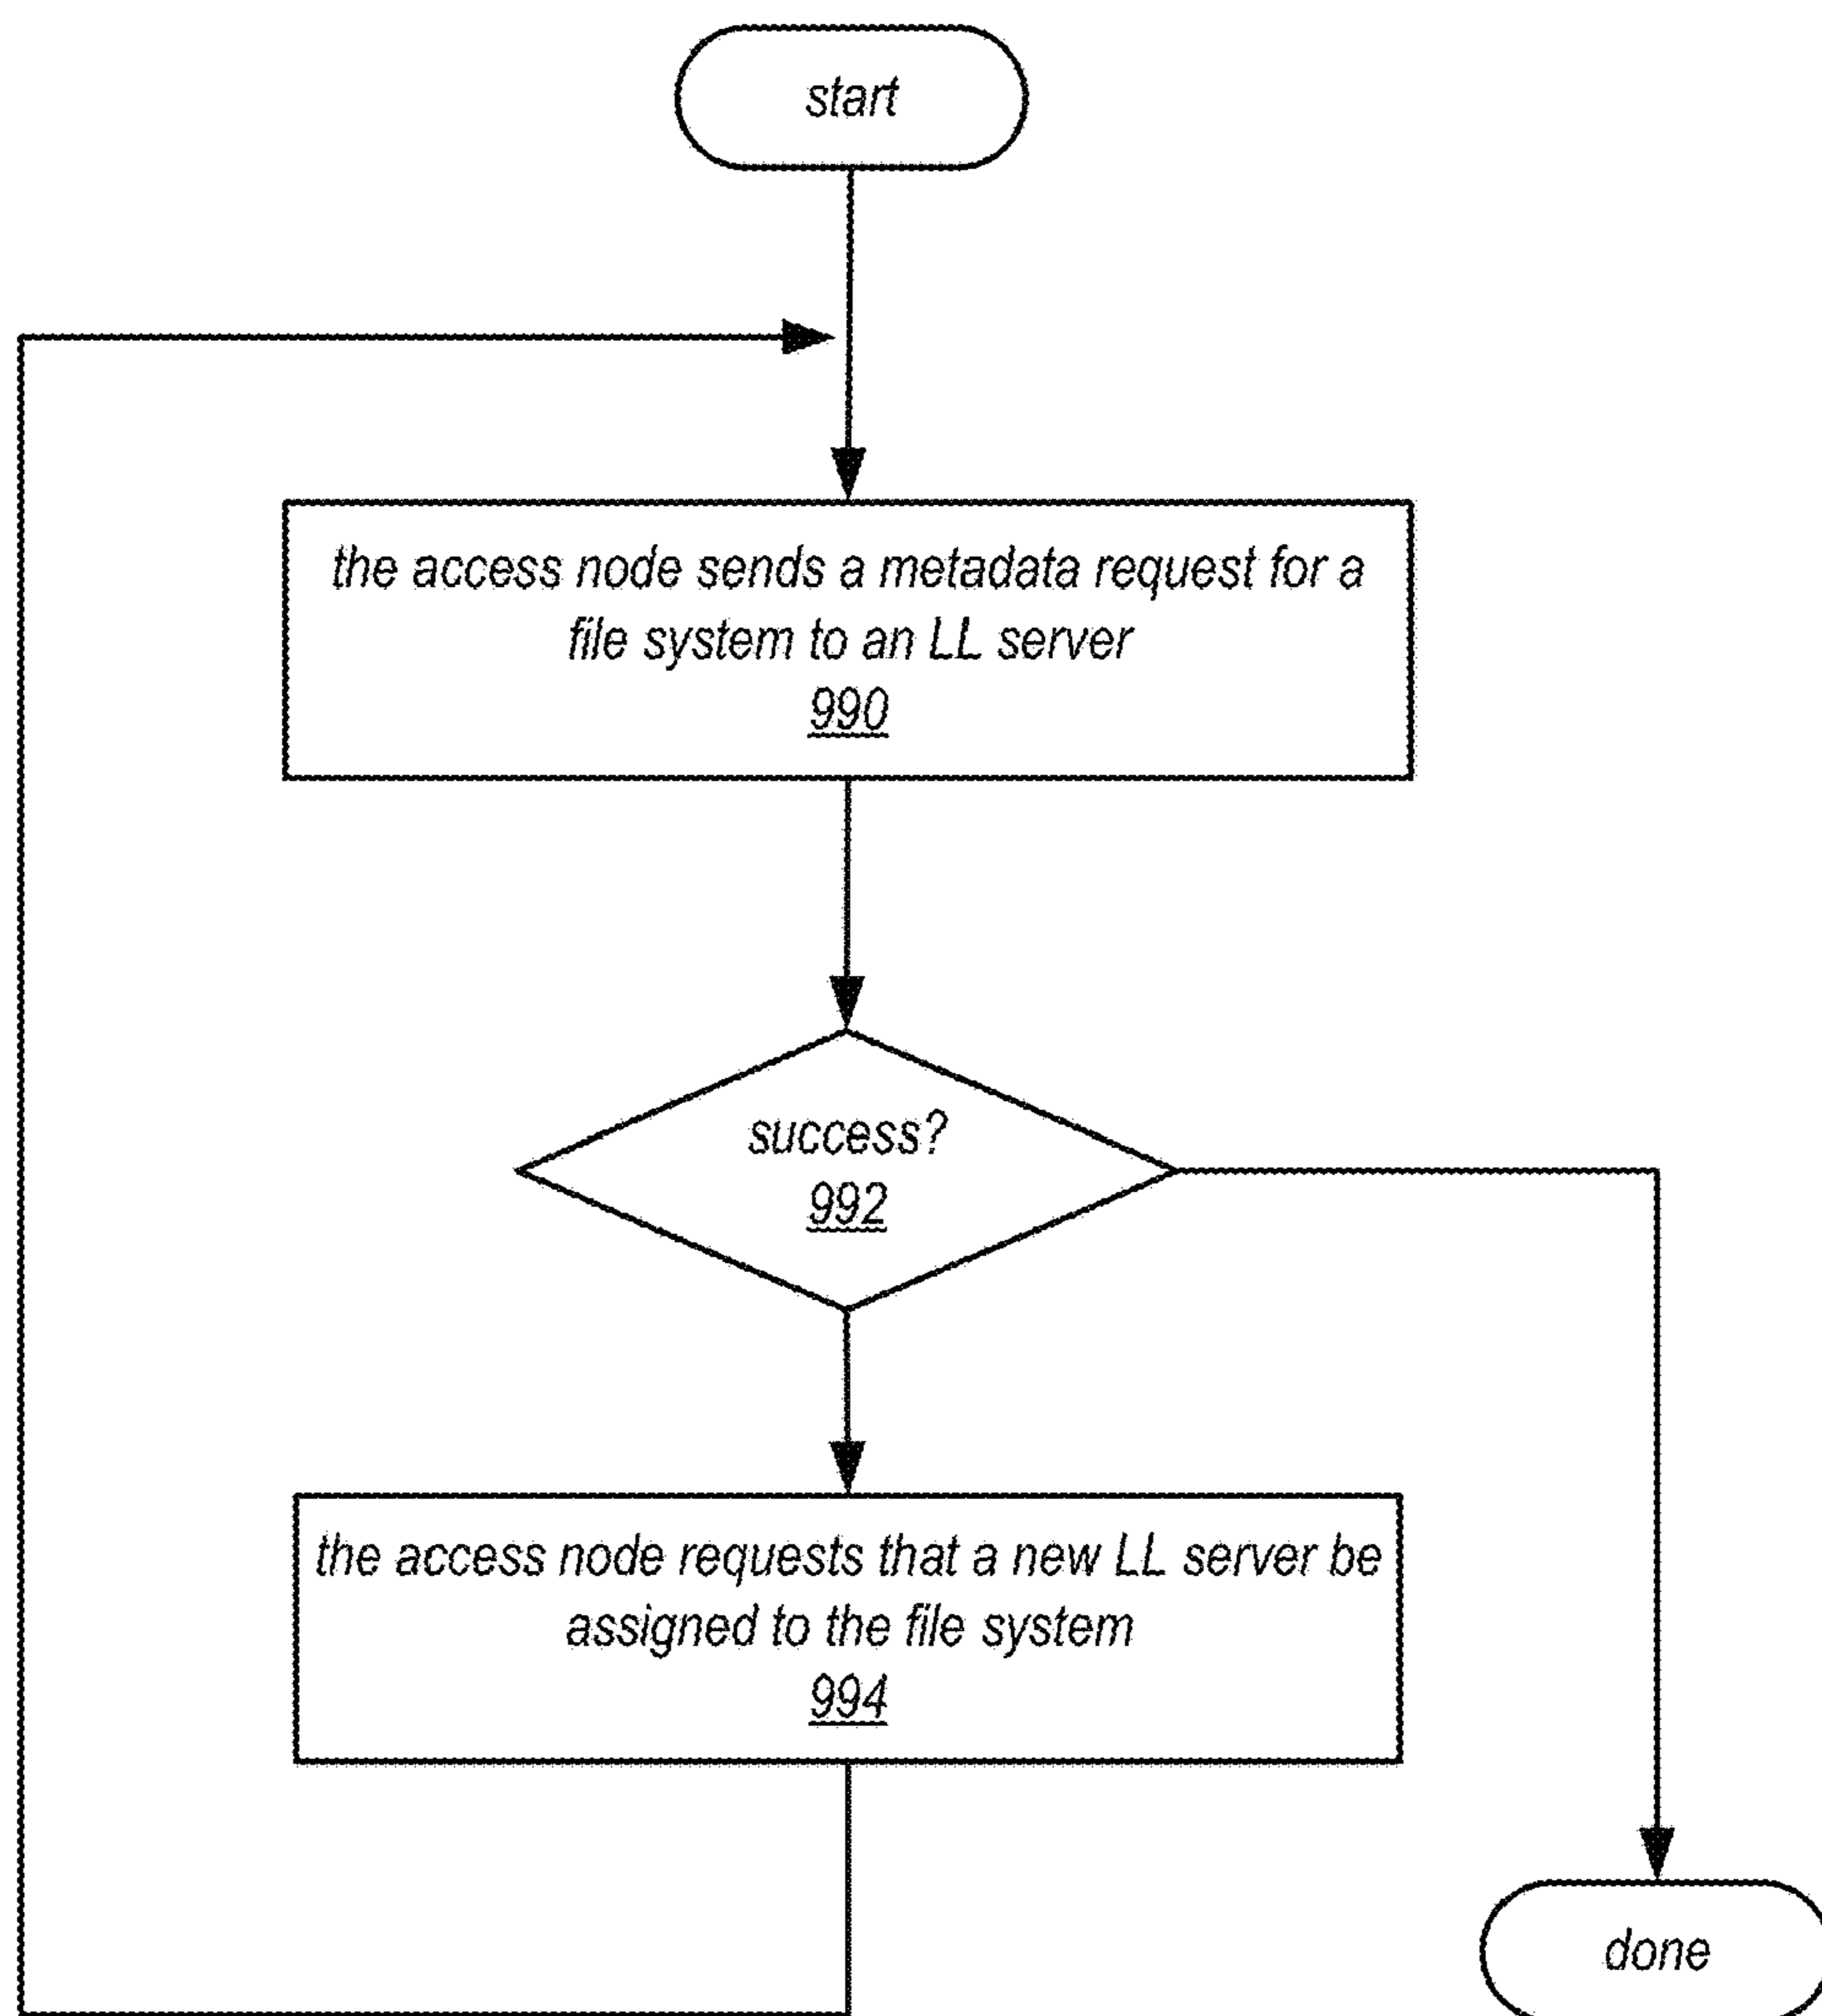 start
the access node sends a metadata request for a
file system to an LL server
990
success?
992
the access node requests that a new LL server be
assigned to the file system
994
done